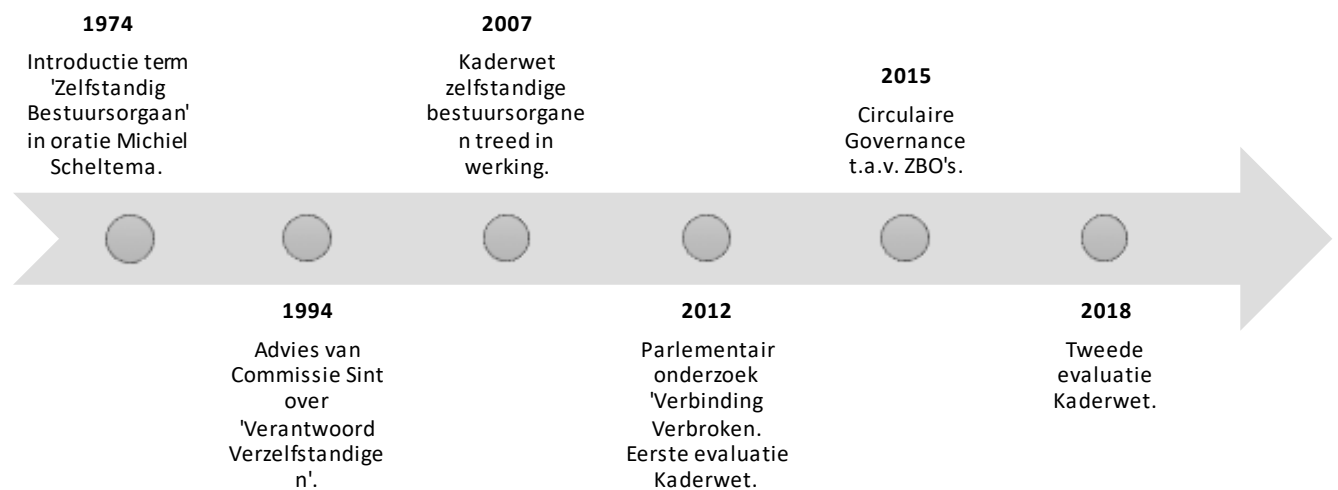 1974
Introductie term
'Zelfstandig
Bestuursorgaan'
in oratie Michiel
Scheltema.
1994
Advies van
Commissie Sint
over
'Verantwoord
Verzelfstandige
n'.
2007
Kaderwet
zelfstandige
bestuursorgane
n treed in
werking.
2012
Parlementair
onderzoek
'Verbinding
Verbroken.
Eerste evaluatie
Kaderwet.
2015
Circulaire
Governance
t.a.v. ZBO's.
2018
Tweede
evaluatie
Kaderwet.